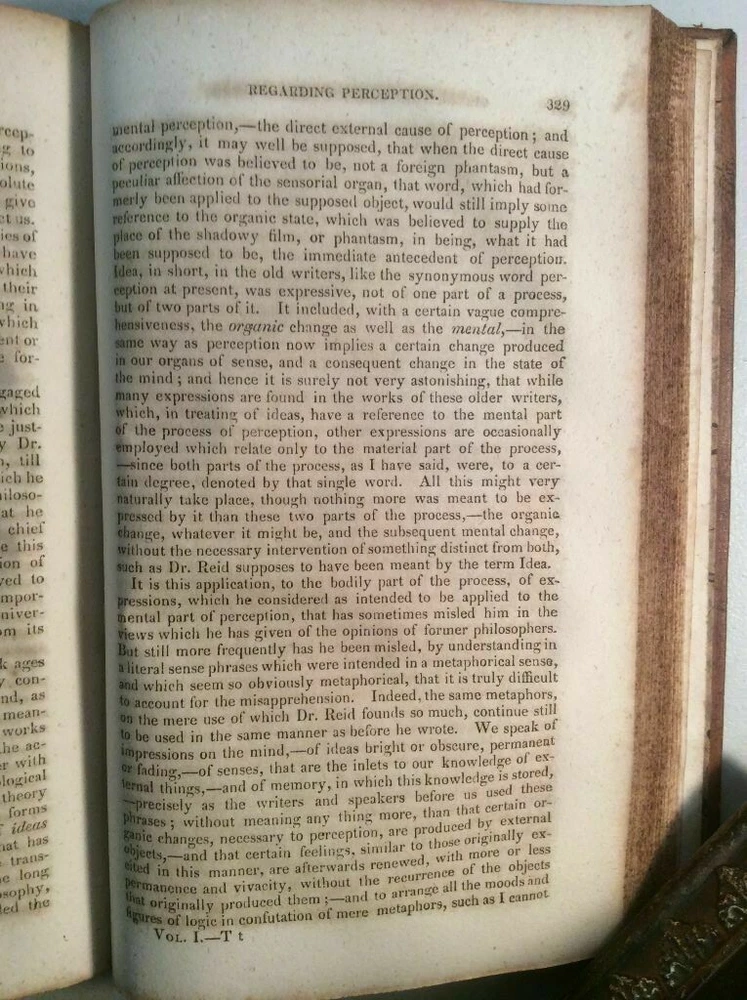 REGARDING PERCEPTION.
329
mental perception,—the direct external cause of perception; and
accordingly, it may well be supposed, that when the direct cause
of perception was believed to be, not a foreign phantasm, but a
peculiar affection of the sensorial organ, that word, which had for-
merly been applied to the supposed object, would still imply some
reference to the organic state, which was believed to supply the
place of the shadowy film, or phantasm, in being, what it had
been supposed to be, the immediate antecedent of perception.
Idea, in short, in the old writers, like the synonymous word per-
ception at present, was expressive, not of one part of a process,
but of two parts of it. It included, with a certain vague compre-
hensiveness, the organic change as well as the mental,—in the
same way as perception now implies a certain change produced
in our organs of sense, and a consequent change in the state of
the mind; and hence it is surely not very astonishing, that while
many expressions are found in the works of these older writers,
which, in treating of ideas, have a reference to the mental part
of the process of perception, other expressions are occasionally
employed which relate only to the material part of the process,
—since both parts of the process, as I have said, were, to a cer-
tain degree, denoted by that single word. All this might very
naturally take place, though nothing more was meant to be ex-
pressed by it than these two parts of the process,—the organic
change, whatever it might be, and the subsequent mental change,
without the necessary intervention of something distinct from both,
such as Dr. Reid supposes to have been meant by the term Idea.
It is this application, to the bodily part of the process, of ex-
pressions, which he considered as intended to be applied to the
mental part of perception, that has sometimes misled him in the
views which he has given of the opinions of former philosophers.
But still more frequently has he been misled, by understanding in
a literal sense phrases which were intended in a metaphorical sense,
and which seem so obviously metaphorical, that it is truly difficult
to account for the misapprehension. Indeed, the same metaphors,
on the mere use of which Dr. Reid founds so much, continue still
to be used in the same manner as before he wrote. We speak of
impressions on the mind,—of ideas bright or obscure, permanent
or fading,—of senses, that are the inlets to our knowledge of ex-
ternal things,—and of memory, in which this knowledge is stored,
—precisely as the writers and speakers before us used these
phrases; without meaning any thing more, than that certain or-
ganic changes, necessary to perception, are produced by external
objects,—and that certain feelings, similar to those originally ex-
cited in this manner, are afterwards renewed, with more or less
permanence and vivacity, without the recurrence of the objects
that originally produced them;—and to arrange all the moods and
figures of logic in confutation of mere metaphors, such as I cannot
VOL. I.—T t